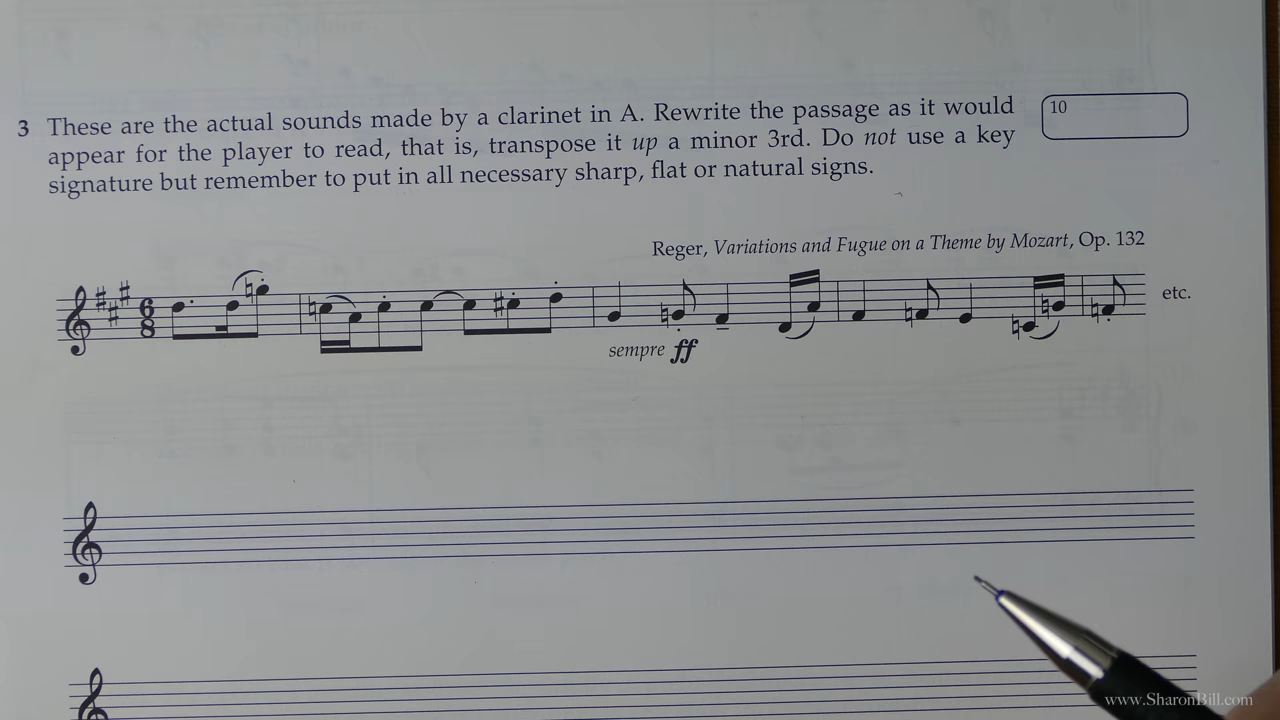 3 These are the actual sounds made by a clarinet in A. Rewrite the passage as it would
10
appear for the player to read, that is, transpose it up a minor 3rd. Do not use a key
signature but remember to put in all necessary sharp, flat or natural signs.
Reger, Variations and Fugue on a Theme by Mozart, Op. 132
6
8
etc.
sempre ff
www.SharonBill.com